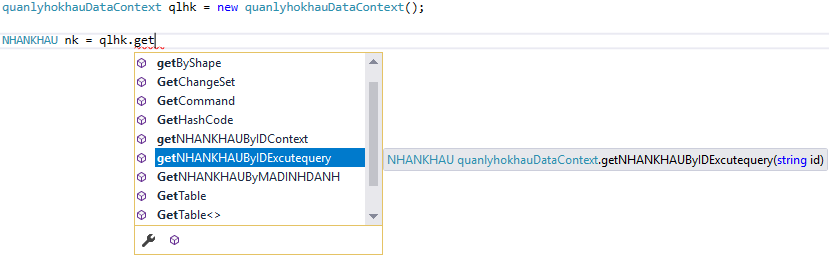 quanlyhokhauDataContext qlhk = new quanlyhokhauDataContext();
NHANKHAU nk = qlhk.get
getByShape
GetChangeSet
GetCommand
GetHashCode
getNHANKHAUByIDContext
getNHANKHAUByIDExcutequery
NHANKHAU quanlyhokhauDataContext.getNHANKHAUByIDExcutequery(string id)
GetNHANKHAUByMADINHDANH
GetTable
GetTable<>